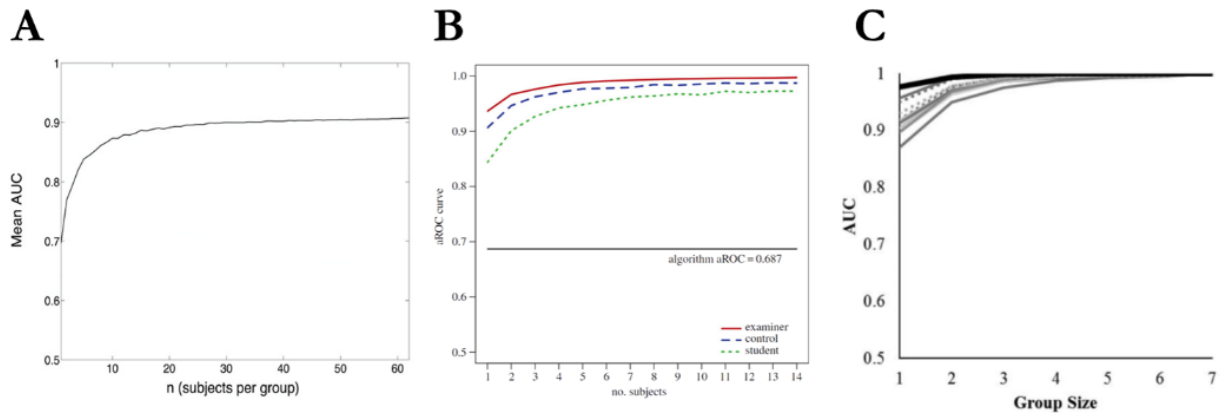 A
1
0.9
0.8
0.7
0.6
0.5
Mean AUC
10 20 30 40 50 60
n (subjects per group)
B
1.0
0.9
0.8
0.7
0.6
0.5
aROC curve
algorithm aROC = 0.687
examiner
control
student
1 2 3 4 5 6 7 8 9 10 11 12 13 14
no. subjects
C
1
0.9
0.8
0.7
0.6
0.5
AUC
1 2 3 4 5 6 7
Group Size